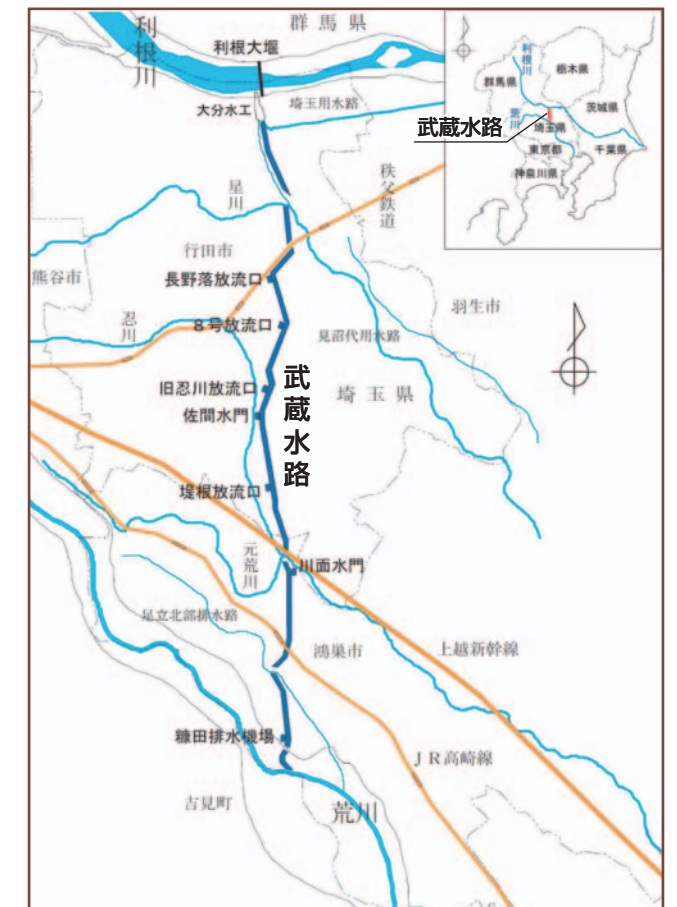 群馬県
利根川
利根大堰
大分水工
埼玉用水路
星川
秩父鉄道
行田市
熊谷市
長野落放流口
忍川
8号放流口
見沼代用水路
羽生市
旧忍川放流口
武蔵水路
埼玉県
佐間水門
堤根放流口
元荒川
川面水門
足立北部排水路
鴻巣市
上越新幹線
糠田排水機場
JR高崎線
吉見町
荒川
利根川
栃木県
群馬県
茨城県
荒川
武蔵水路
埼玉県
東京都
千葉県
神奈川県